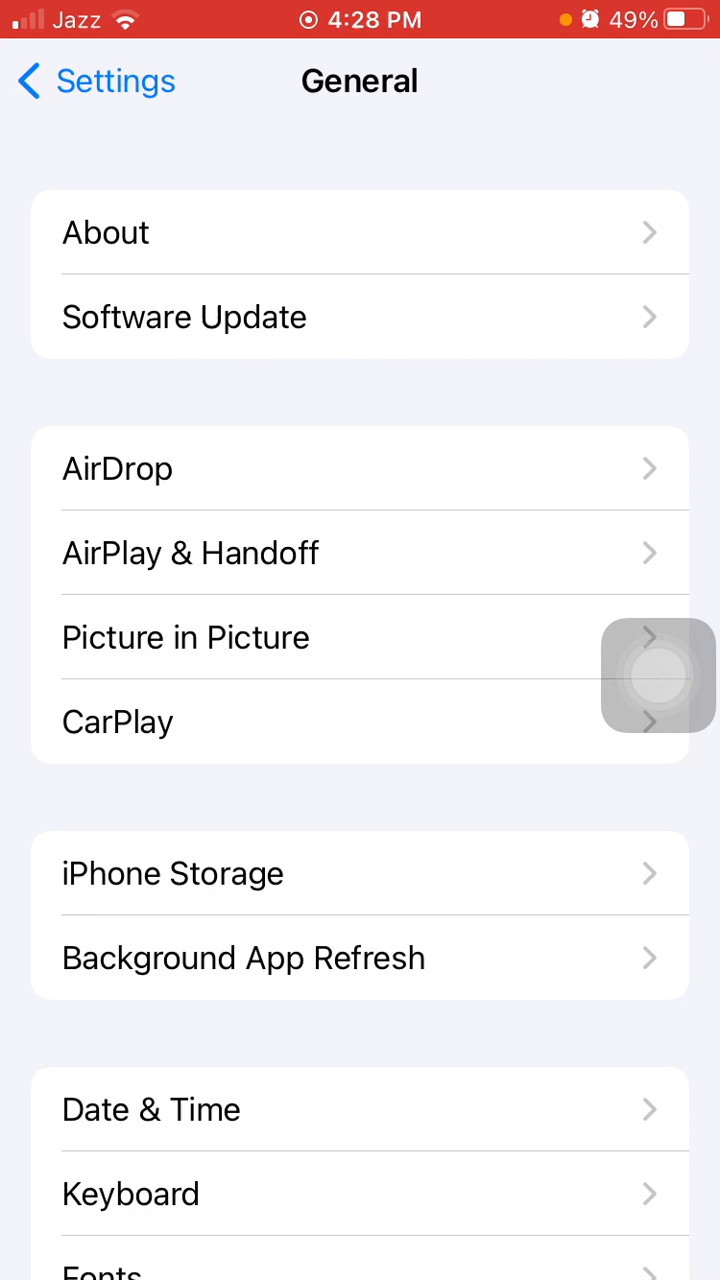 Jazz 4:28 PM 49%
Settings General
About
Software Update
AirDrop
AirPlay & Handoff
Picture in Picture
CarPlay
iPhone Storage
Background App Refresh
Date & Time
Keyboard
Fonts